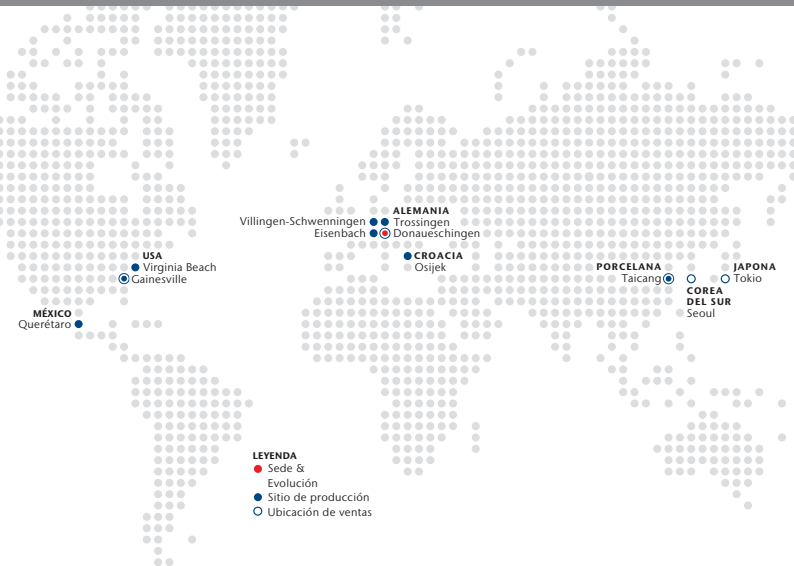 ALEMANIA
Villingen-Schwenningen
Trossingen
Eisenbach
Donaueschingen
USA
Virginia Beach
Gainesville
CROACIA
Osijek
PORCELANA
Taicang
JAPONA
Tokio
COREA
DEL SUR
Seoul
MÉXICO
Querétaro
LEYENDA
Sede &
Evolución
Sitio de producción
Ubicación de ventas